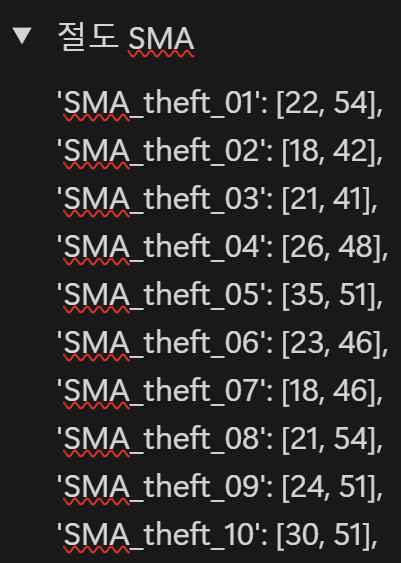 ▼ 절도 SMA
'SMA_theft_01': [22, 54],
'SMA_theft_02': [18, 42],
'SMA_theft_03': [21, 41],
'SMA_theft_04': [26, 48],
'SMA_theft_05': [35, 51],
'SMA_theft_06': [23, 46],
'SMA_theft_07': [18, 46],
'SMA_theft_08': [21, 54],
'SMA_theft_09': [24, 51],
'SMA_theft_10': [30, 51],